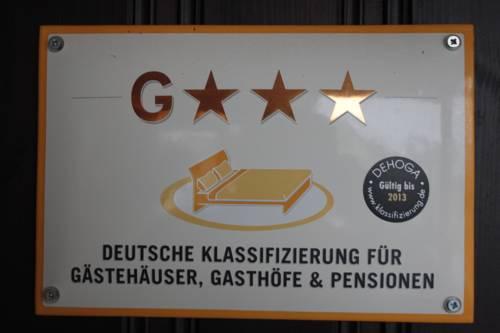 G★★★
DEHOGA
Gültig bis
2013
www.klassifizierung.de
DEUTSCHE KLASSIFIZIERUNG FÜR
GÄSTEHÄUSER, GASTHÖFE & PENSIONEN